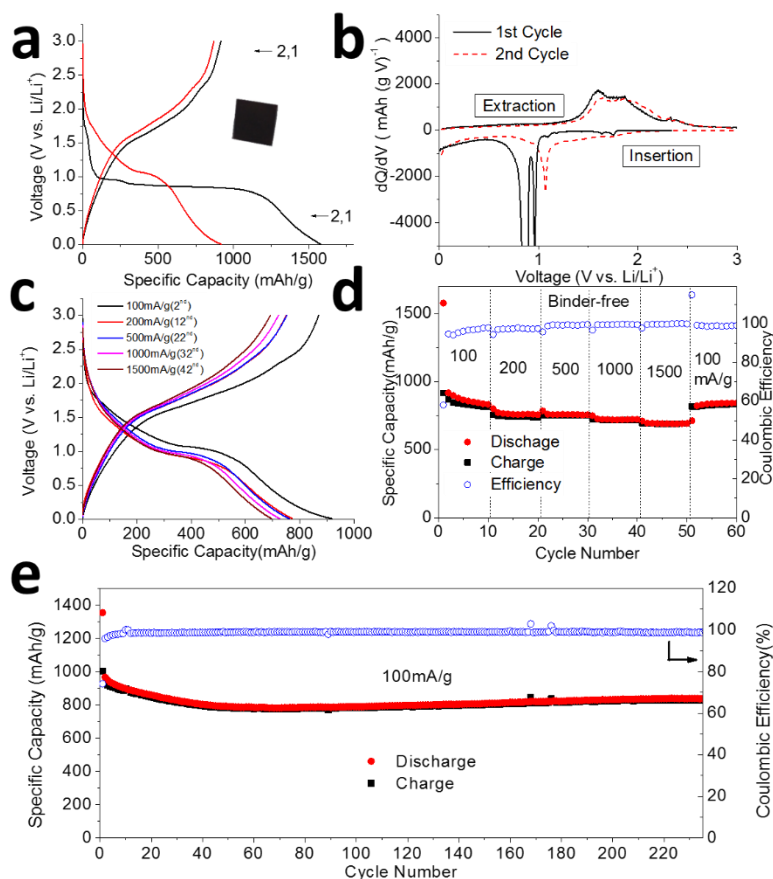 a
3.0
2.5
2.0
1.5
1.0
0.5
0.0
Voltage (V vs. Li/Li⁺)
2,1
2,1
0 500 1000 1500
Specific Capacity (mAh/g)
b
4000
2000
0
-2000
-4000
dQ/dV ( mAh (g V)⁻¹
1st Cycle
2nd Cycle
Extraction
Insertion
0 1 2 3
Voltage (V vs. Li/Li⁺)
c
3.0
2.5
2.0
1.5
1.0
0.5
0.0
Voltage (V vs. Li/Li⁺)
100mA/g(2ⁿᵈ)
200mA/g(12ⁿᵈ)
500mA/g(22ⁿᵈ)
1000mA/g(32ⁿᵈ)
1500mA/g(42ⁿᵈ)
0 200 400 600 800 1000
Specific Capacity(mAh/g)
d
1500
1000
500
0
Specific Capacity(mAh/g)
Binder-free
100
200
500
1000
1500
100
mA/g
Dischage
Charge
Efficiency
100
80
60
40
20
0
Coulombic Efficiency
0 10 20 30 40 50 60
Cycle Number
e
1400
1200
1000
800
600
400
200
0
Specific Capacity (mAh/g)
100mA/g
Discharge
Charge
120
100
80
60
40
20
0
Coulombic Efficiency(%)
0 20 40 60 80 100 120 140 160 180 200 220
Cycle Number